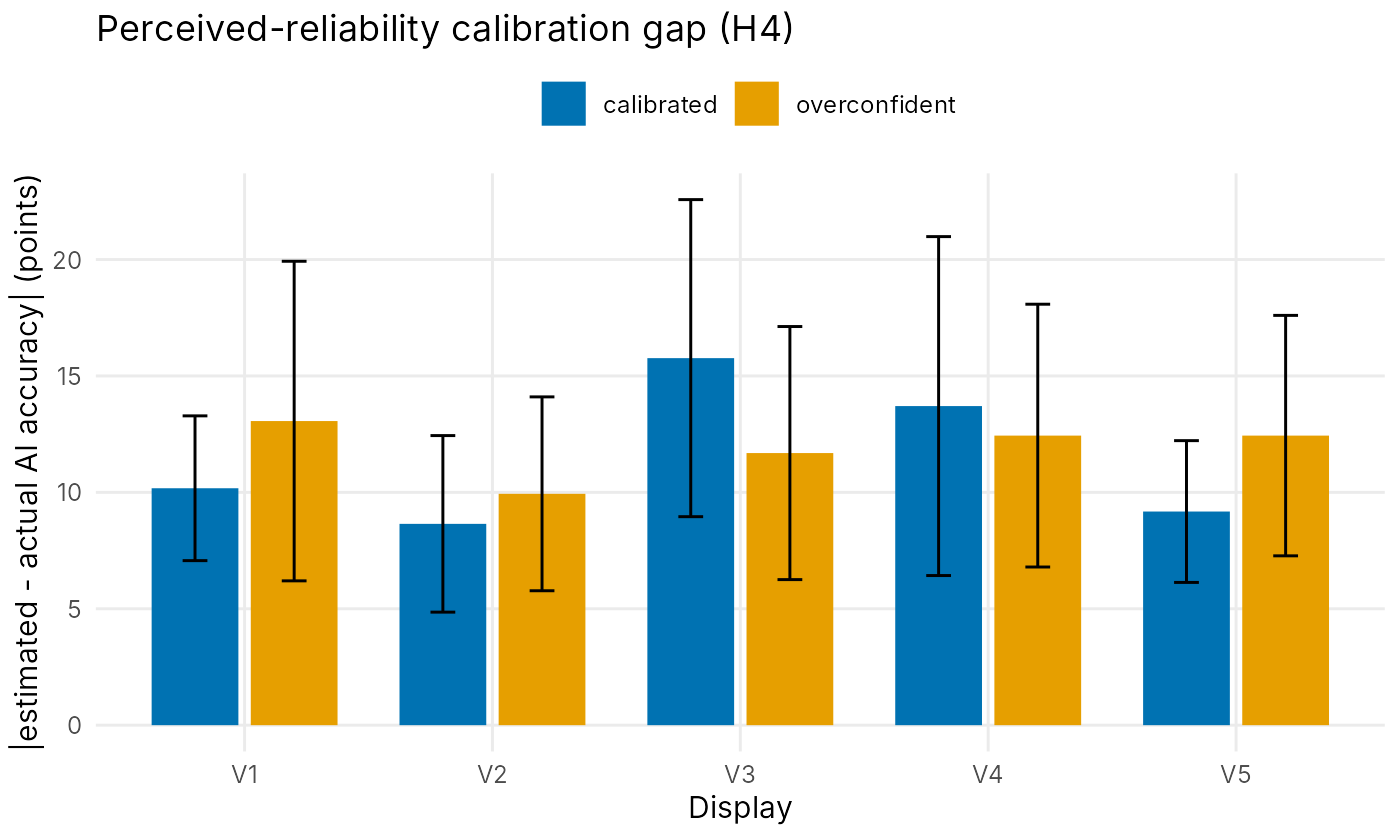 Perceived-reliability calibration gap (H4)
calibrated
overconfident
|estimated - actual AI accuracy| (points)
20
15
10
5
0
V1
V2
V3
V4
V5
Display